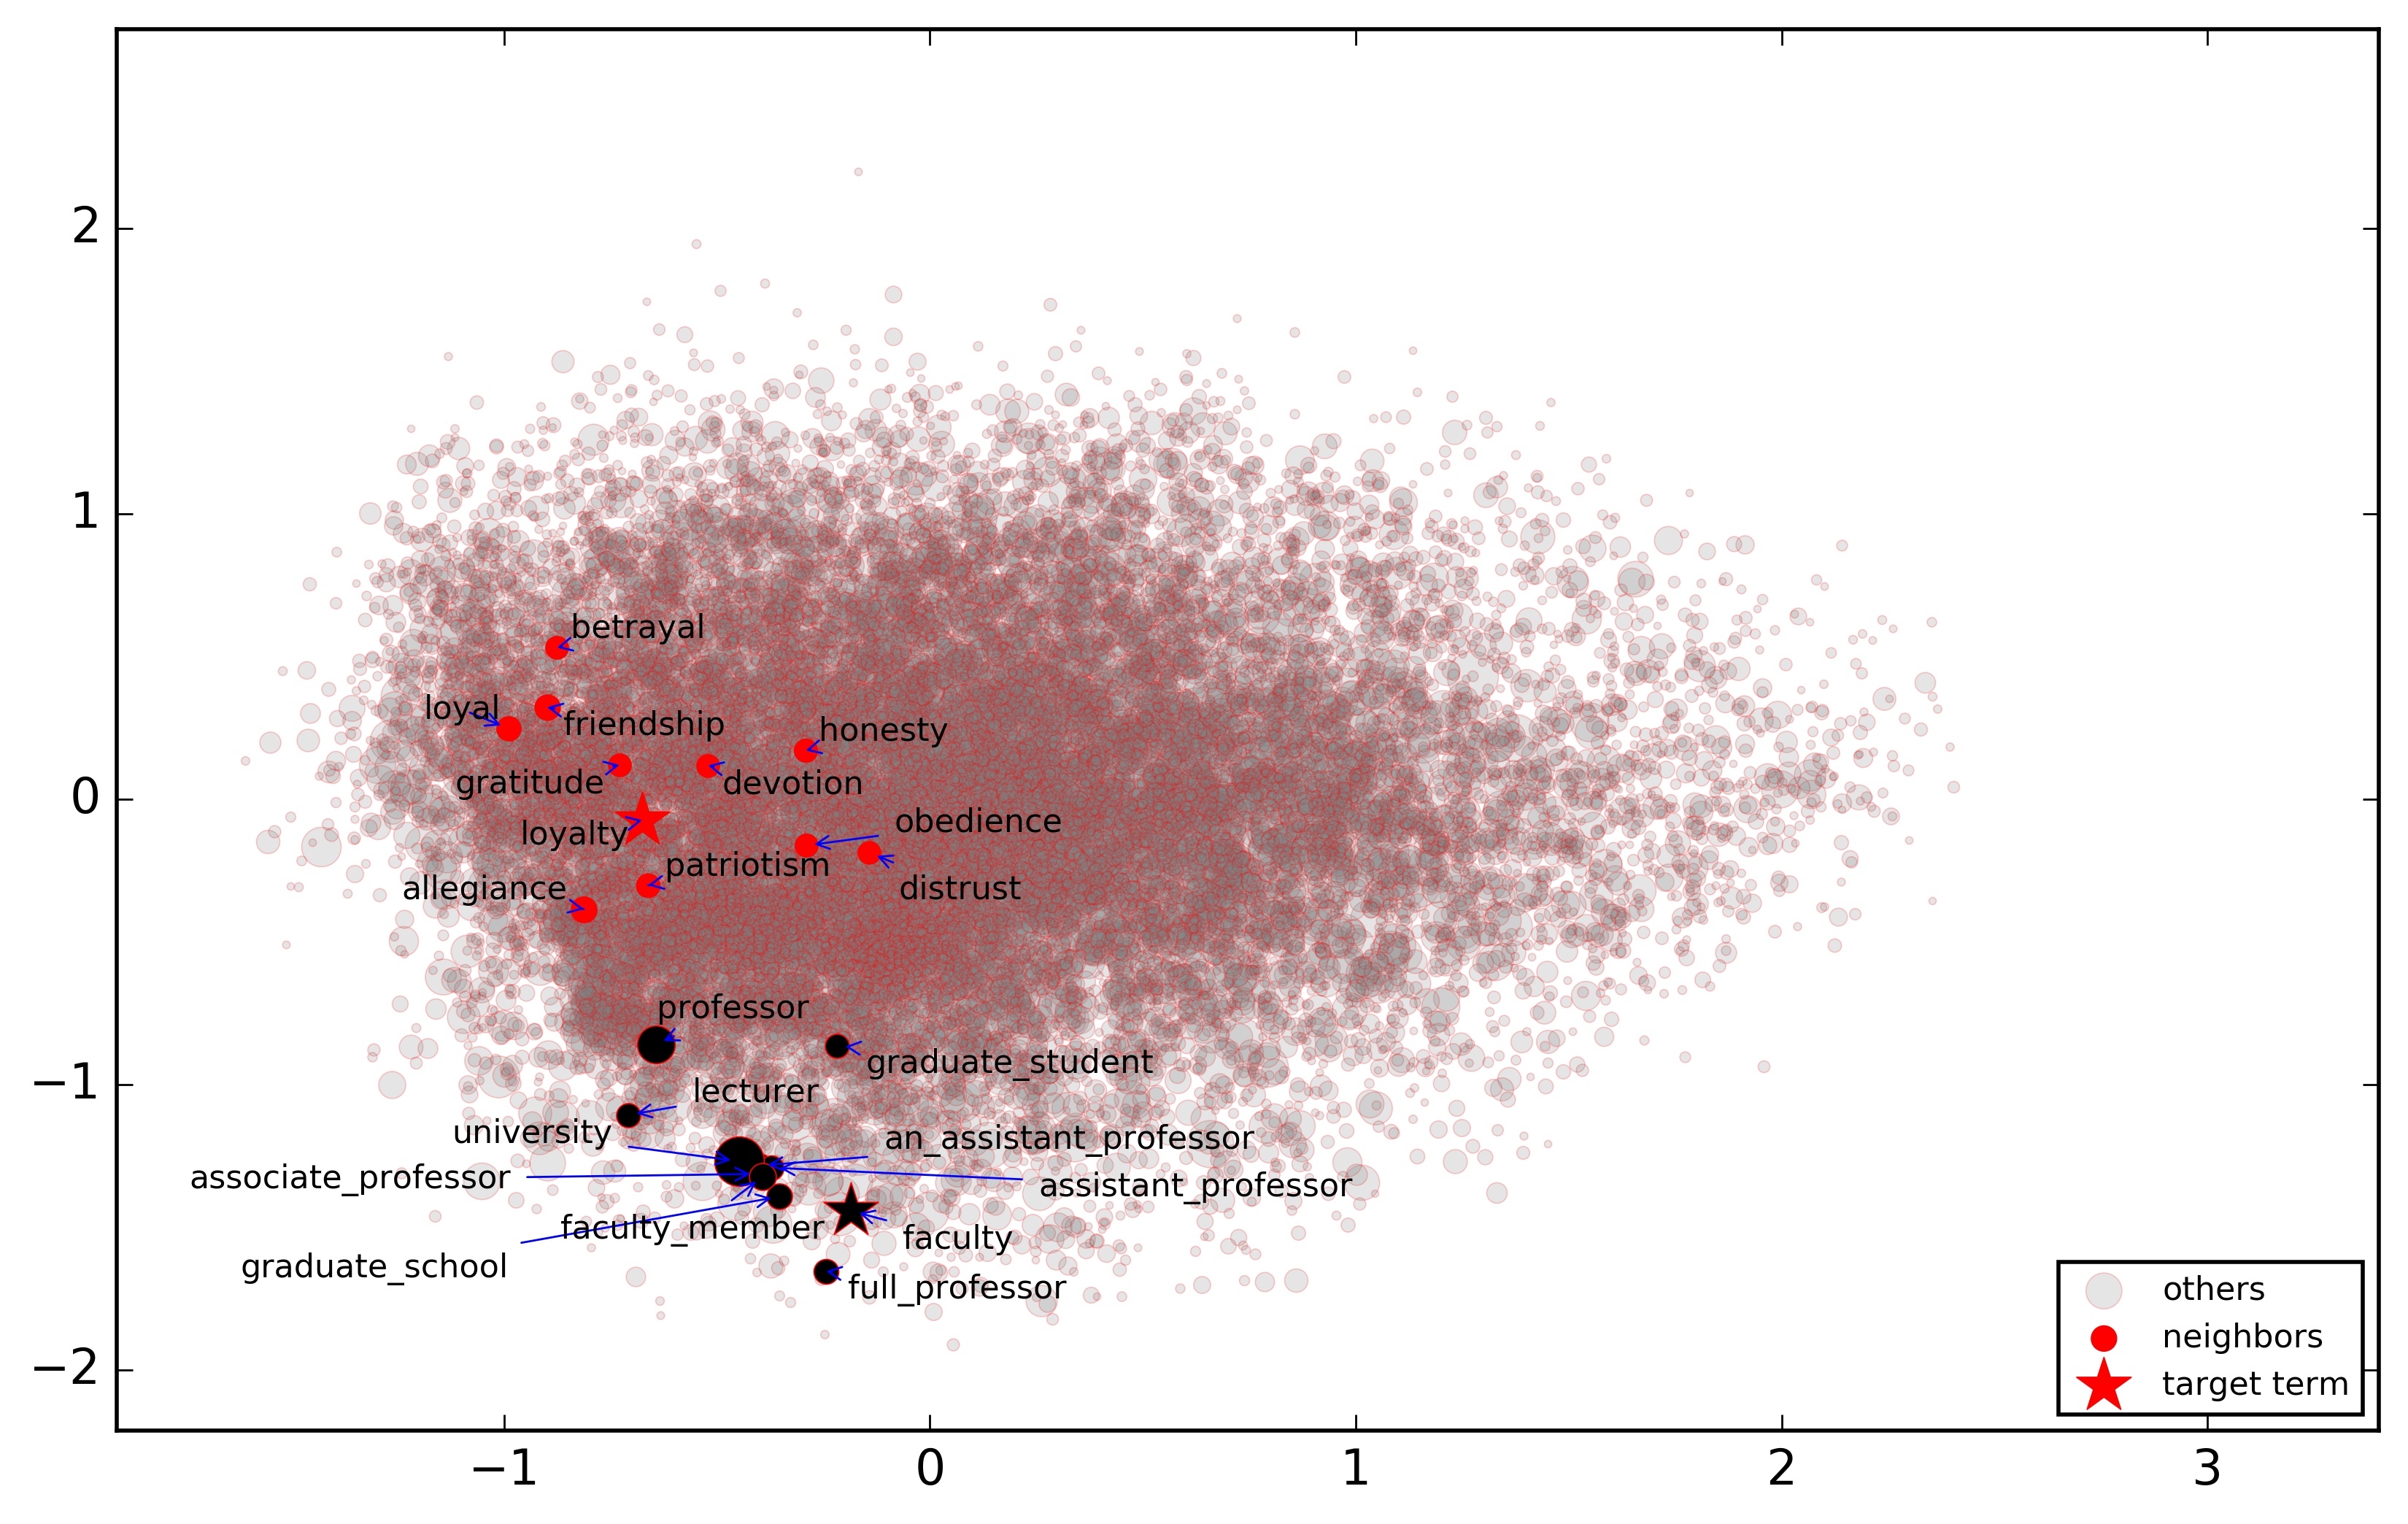 2
1
0
−1
−2
betrayal
loyal
friendship
honesty
gratitude
devotion
loyalty
obedience
patriotism
allegiance
distrust
professor
graduate_student
lecturer
university
an_assistant_professor
associate_professor
assistant_professor
faculty_member
faculty
graduate_school
full_professor
others
neighbors
target term
−1
0
1
2
3